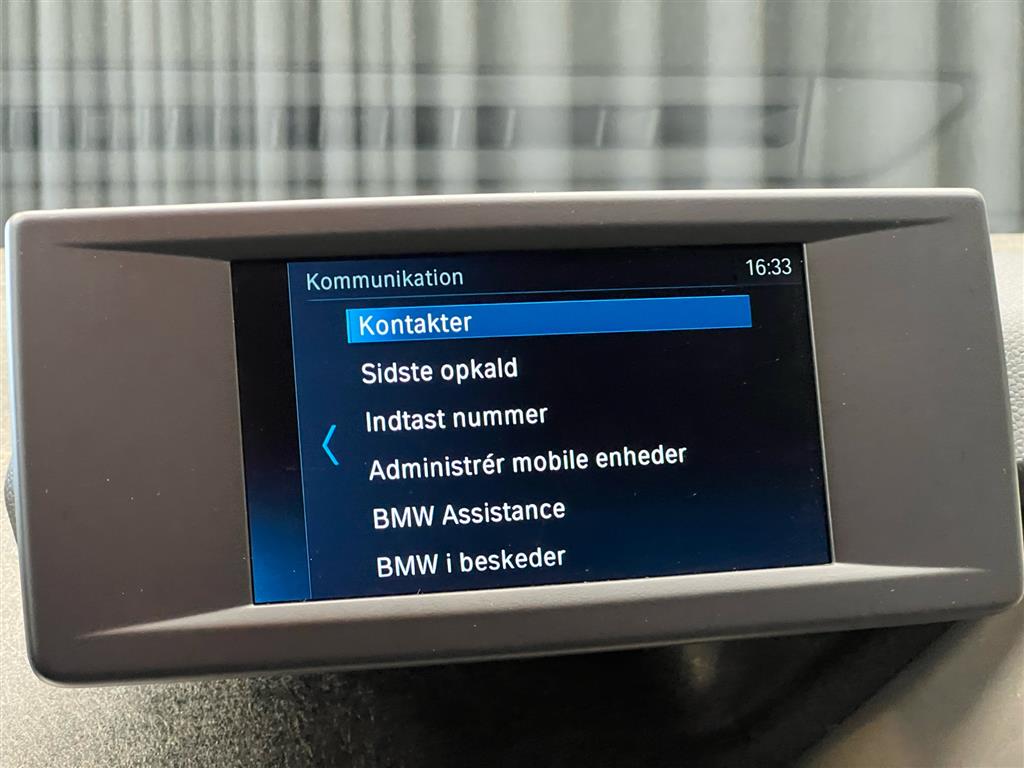 Kommunikation
16:33
Kontakter
Sidste opkald
Indtast nummer
Administrér mobile enheder
BMW Assistance
BMW i beskeder